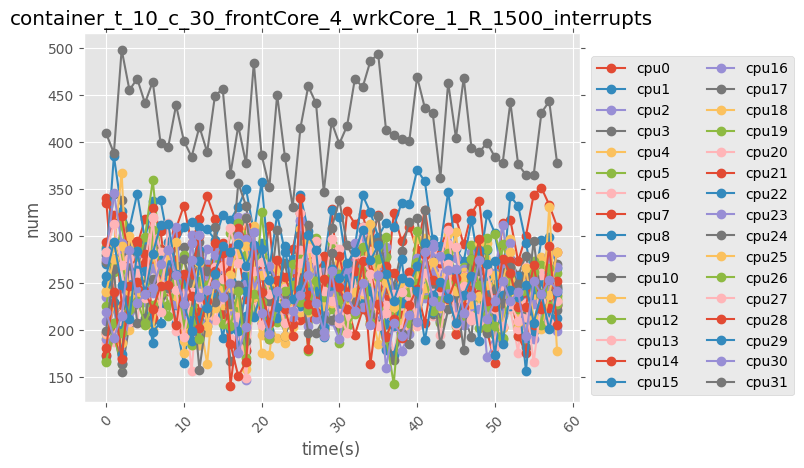 container_t_10_c_30_frontCore_4_wrkCore_1_R_1500_interrupts
500
450
400
350
300
250
200
150
num
0
10
20
30
40
50
60
time(s)
cpu0
cpu1
cpu2
cpu3
cpu4
cpu5
cpu6
cpu7
cpu8
cpu9
cpu10
cpu11
cpu12
cpu13
cpu14
cpu15
cpu16
cpu17
cpu18
cpu19
cpu20
cpu21
cpu22
cpu23
cpu24
cpu25
cpu26
cpu27
cpu28
cpu29
cpu30
cpu31